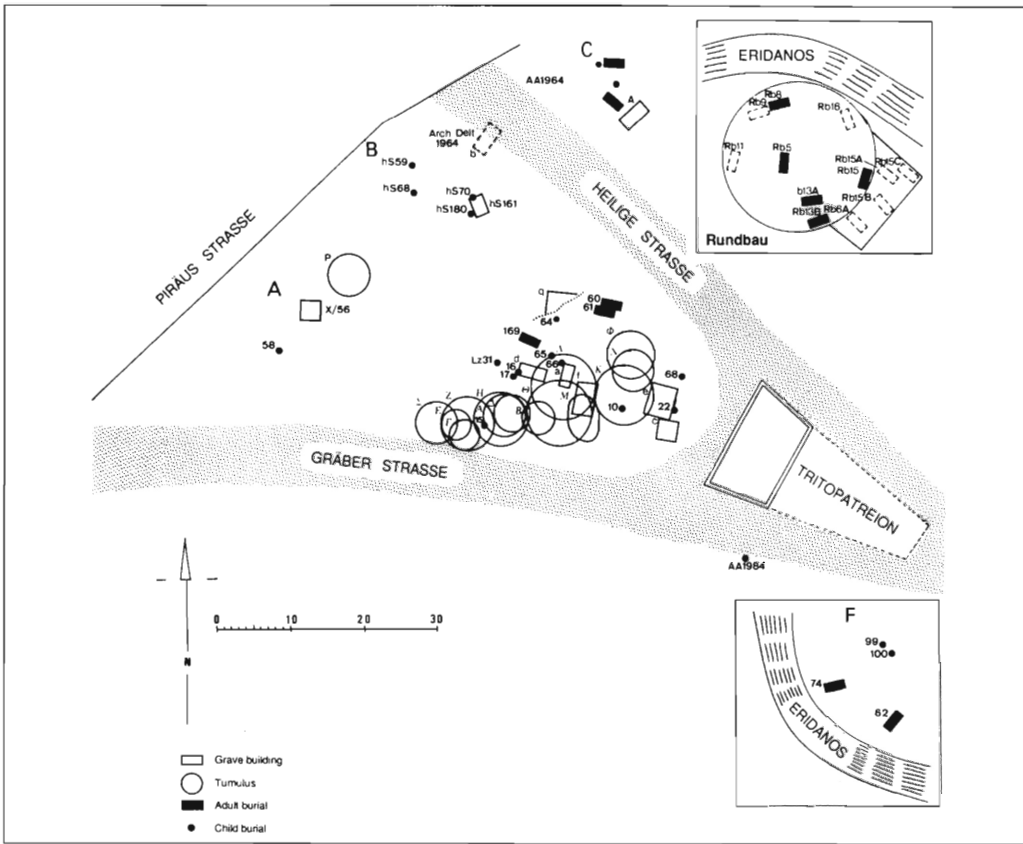 C
AA1964
A
ERIDANOS
Rb8
Rb9
Rb16
Rb11
Rb5
Rb15A
Rb15
Rb15C
Rb15B
b13A
Rb13B
Rb6A
Rundbau
Arch Delt
1964
b
B
hS59
hS68
hS70
hS180
hS161
HEILIGE STRASSE
PIRÄUS STRASSE
P
A
X/56
58
q
60
61
64
169
65
66
Lz31
16
17
d
a
f
Φ
Λ
K
I
68
10
22
c
Σ
Z
E
Γ
H
M
B
GRÄBER STRASSE
TRITOPATREION
AA1984
0 10 20 30
N
F
99
100
74
62
ERIDANOS
Grave building
Tumulus
Adult burial
Child burial